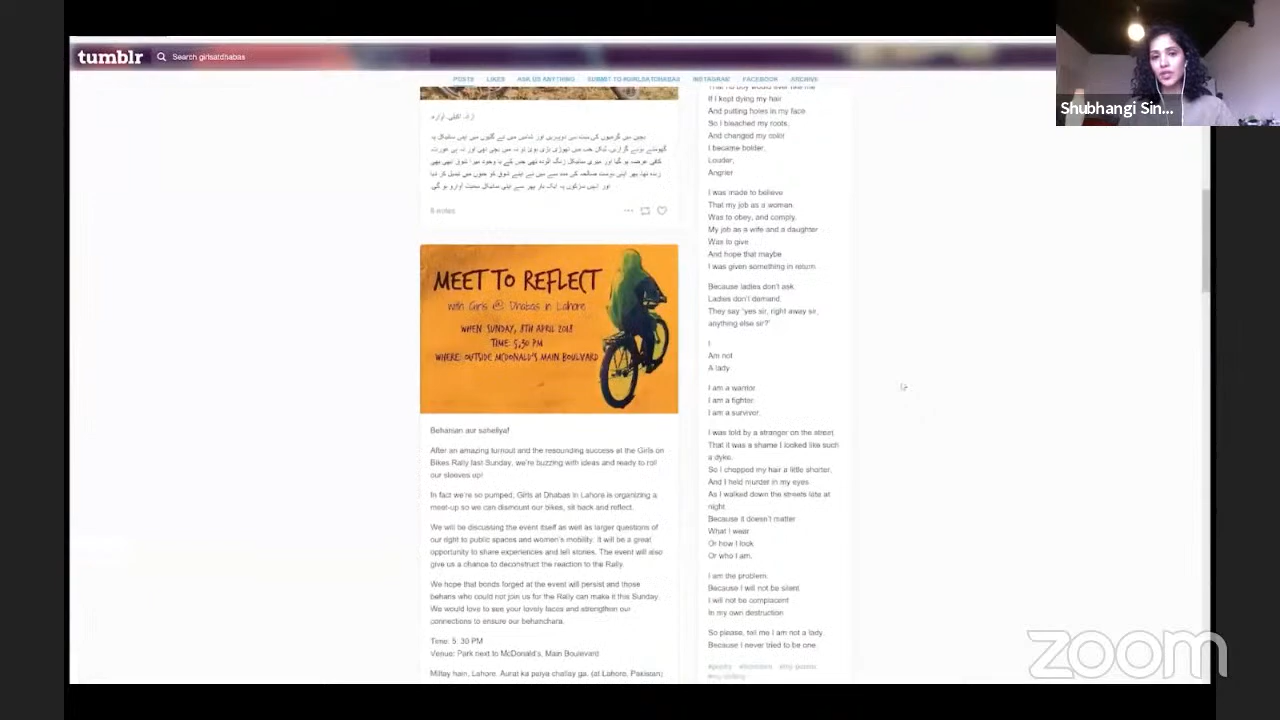 tumblr
Search girlsatdhabas
Shubhangi Sin...
POSTS LIKES ASK US ANYTHING SUBMIT TO #GIRLSATDHABAS INSTAGRAM FACEBOOK ARCHIVE
8 notes
MEET TO REFLECT
with Girls @ Dhabas in Lahore
WHEN: SUNDAY, 8TH APRIL 2018
TIME: 5.30 PM
WHERE: OUTSIDE MCDONALD'S MAIN BOULVARD
Behenian aur saheliya!
After an amazing turnout and the resounding success at the Girls on
Bikes Rally last Sunday, we're buzzing with ideas and ready to roll
our sleeves up!
In fact we're so pumped, Girls at Dhabas in Lahore is organizing a
meet-up so we can dismount our bikes, sit back and reflect.
We will be discussing the event itself as well as larger questions of
our right to public spaces and women's mobility. It will be a great
opportunity to share experiences and tell stories. The event will also
give us a chance to deconstruct the reaction to the Rally.
We hope that bonds forged at the event will persist and those
behans who could not join us for the Rally can make it this Sunday.
We would love to see your lovely faces and strengthen our
connections to ensure our behanchara.
Time: 5. 30 PM
Venue: Park next to McDonald's, Main Boulevard
Miltay hain, Lahore. Aurat ka paiya challay ga. (at Lahore, Pakistan)
That no boy would ever like me
If I kept dying my hair
And putting holes in my face
So I bleached my roots,
And changed my color
I became bolder,
Louder,
Angrier
I was made to believe
That my job as a woman
Was to obey, and comply.
My job as a wife and a daughter
Was to give
And hope that maybe
I was given something in return
Because ladies don't ask.
Ladies don't demand.
They say 'yes sir, right away sir,
anything else sir?'
I
Am not
A lady
I am a warrior
I am a fighter.
I am a survivor.
I was told by a stranger on the street
That it was a shame I looked like such
a dyke.
So I chopped my hair a little shorter,
And I held murder in my eyes
As I walked down the streets late at
night
Because it doesn't matter
What I wear
Or how I look
Or who I am.
I am the problem.
Because I will not be silent
I will not be complacent
In my own destruction
So please, tell me I am not a lady.
Because I never tried to be one.
#poetry #feminism #my poems
#my writing
zoom